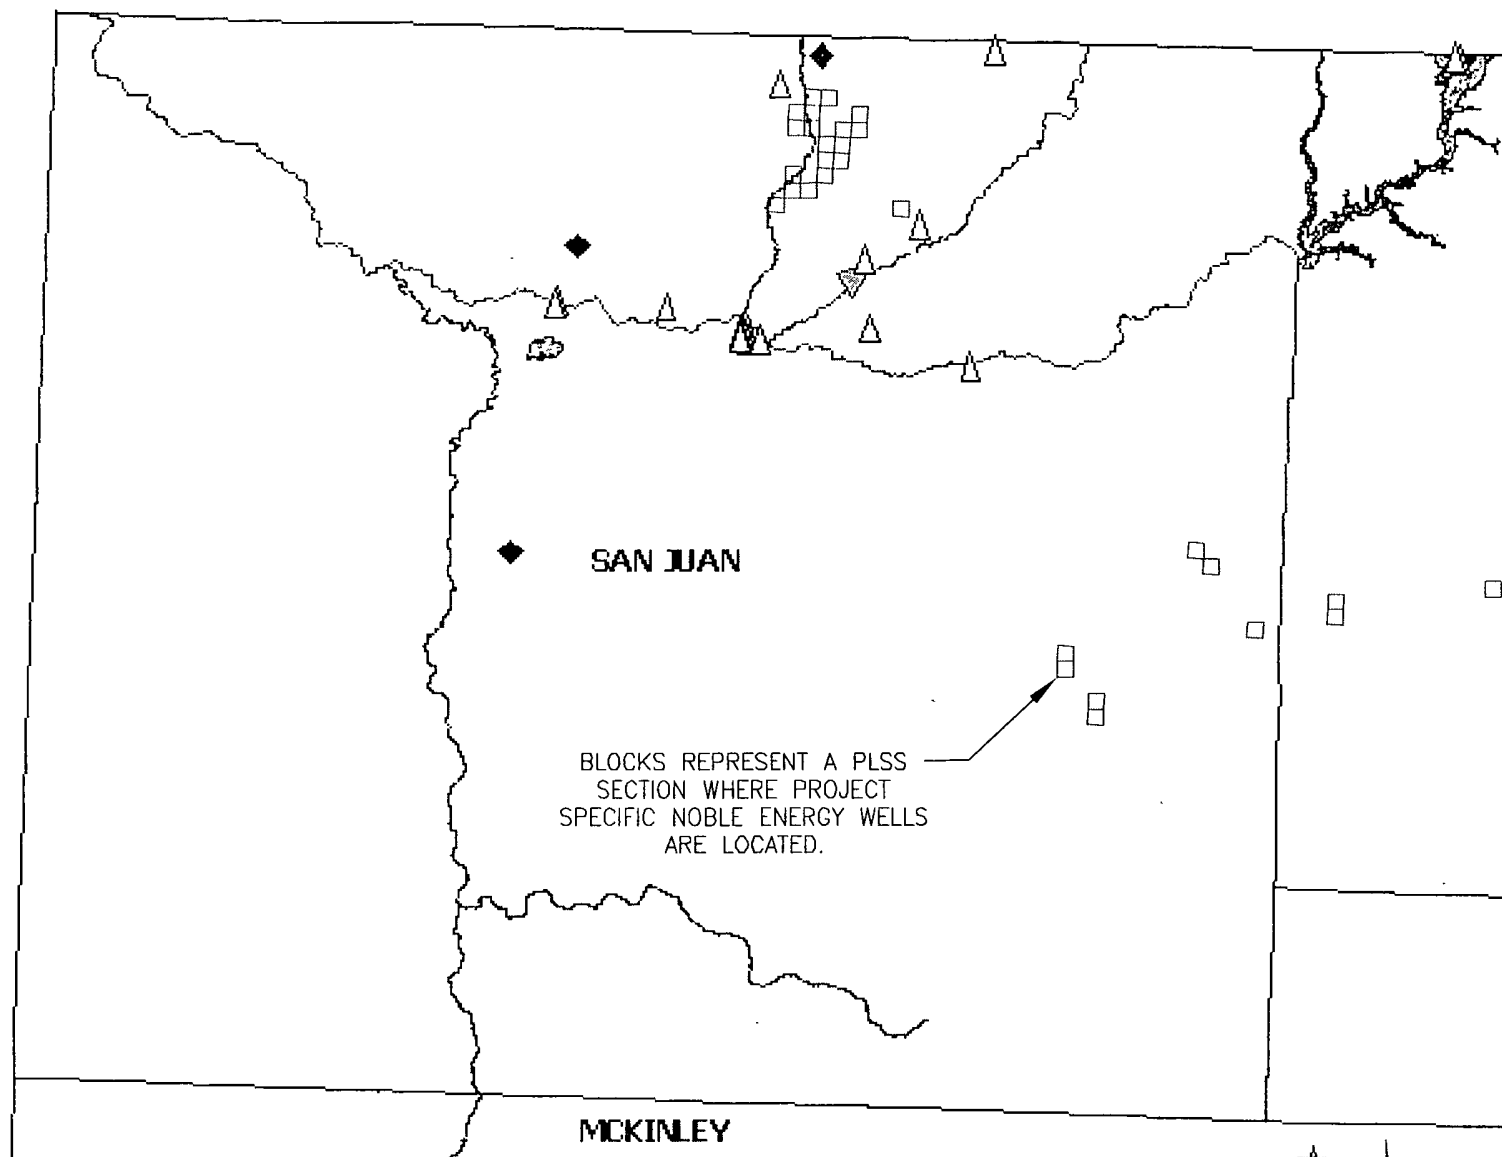 SAN JUAN
BLOCKS REPRESENT A PLSS
SECTION WHERE PROJECT
SPECIFIC NOBLE ENERGY WELLS
ARE LOCATED.
MCKINLEY